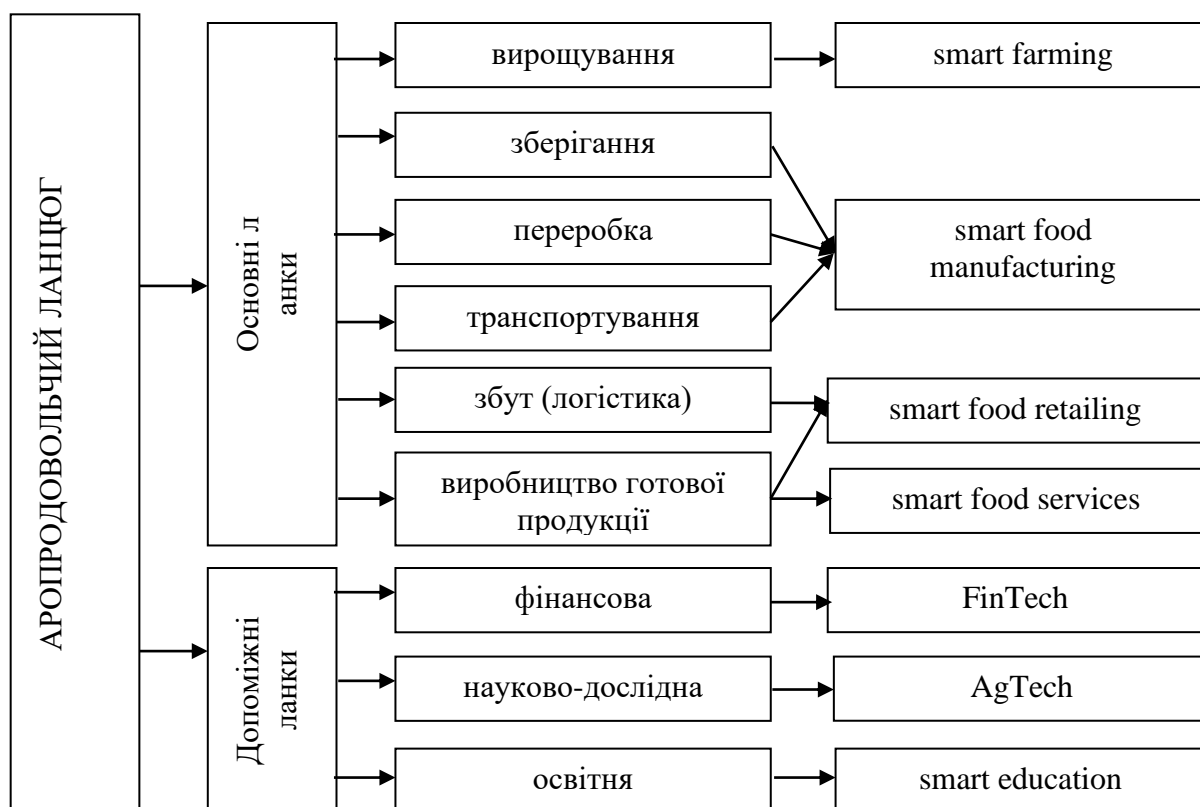 АРОПРОДОВОЛЬЧИЙ ЛАНЦЮГ
Основні л
анки
вирощування
smart farming
зберігання
переробка
транспортування
smart food
manufacturing
збут (логістика)
smart food retailing
виробництво готової
продукції
smart food services
Допоміжні
ланки
фінансова
FinTech
науково-дослідна
AgTech
освітня
smart education